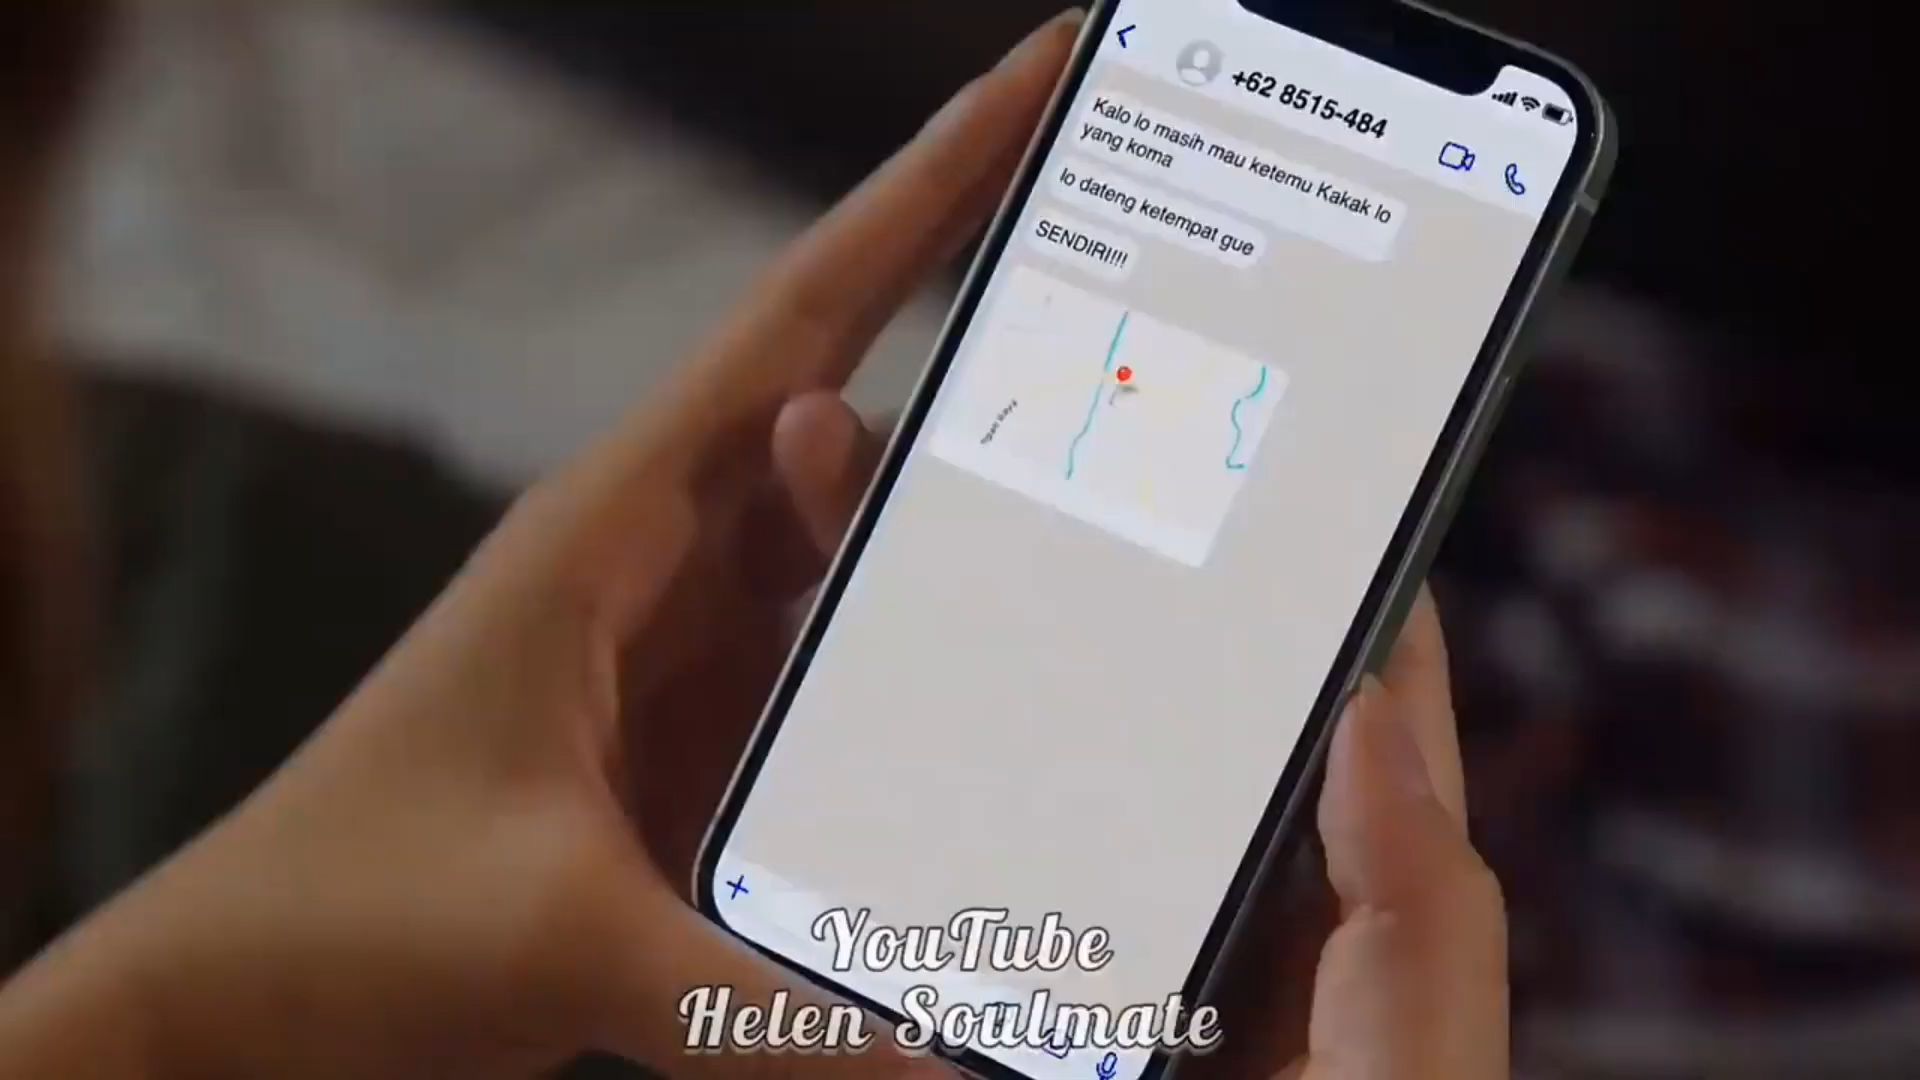 +62 8515-484
Kalo lo masih mau ketemu Kakak lo
yang koma
lo dateng ketempat gue
SENDIRI!!!
YouTube
Helen Soulmate